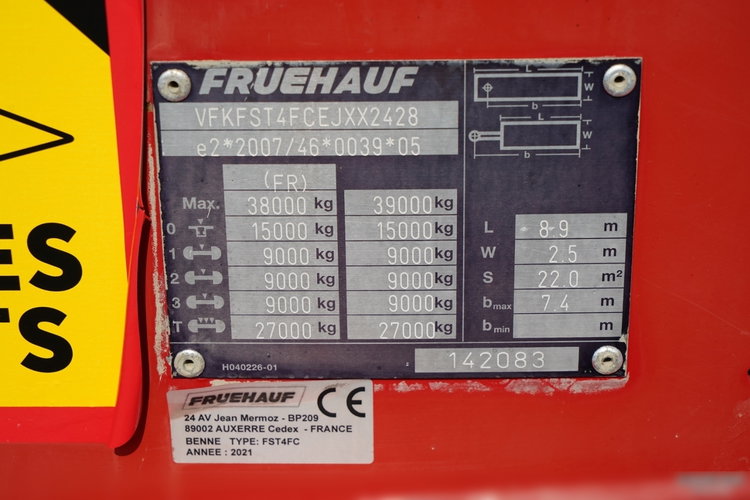 FRÜEHAUF
VFKFST4FCEJXX2428
e2*2007/46*0039*05
(FR)
Max. 38000 kg 39000 kg
0 15000 kg 15000 kg
1 9000 kg 9000 kg
2 9000 kg 9000 kg
3 9000 kg 9000 kg
T 27000 kg 27000 kg
H040226-01
L
W
b
L
W
b
L 8.9 m
W 2.5 m
S 22.0 m²
bmax 7.4 m
bmin m
142083
FRUEHAUF CE
24 AV Jean Mermoz - BP209
89002 AUXERRE Cedex - FRANCE
BENNE TYPE: FST4FC
ANNEE : 2021
ES
TS